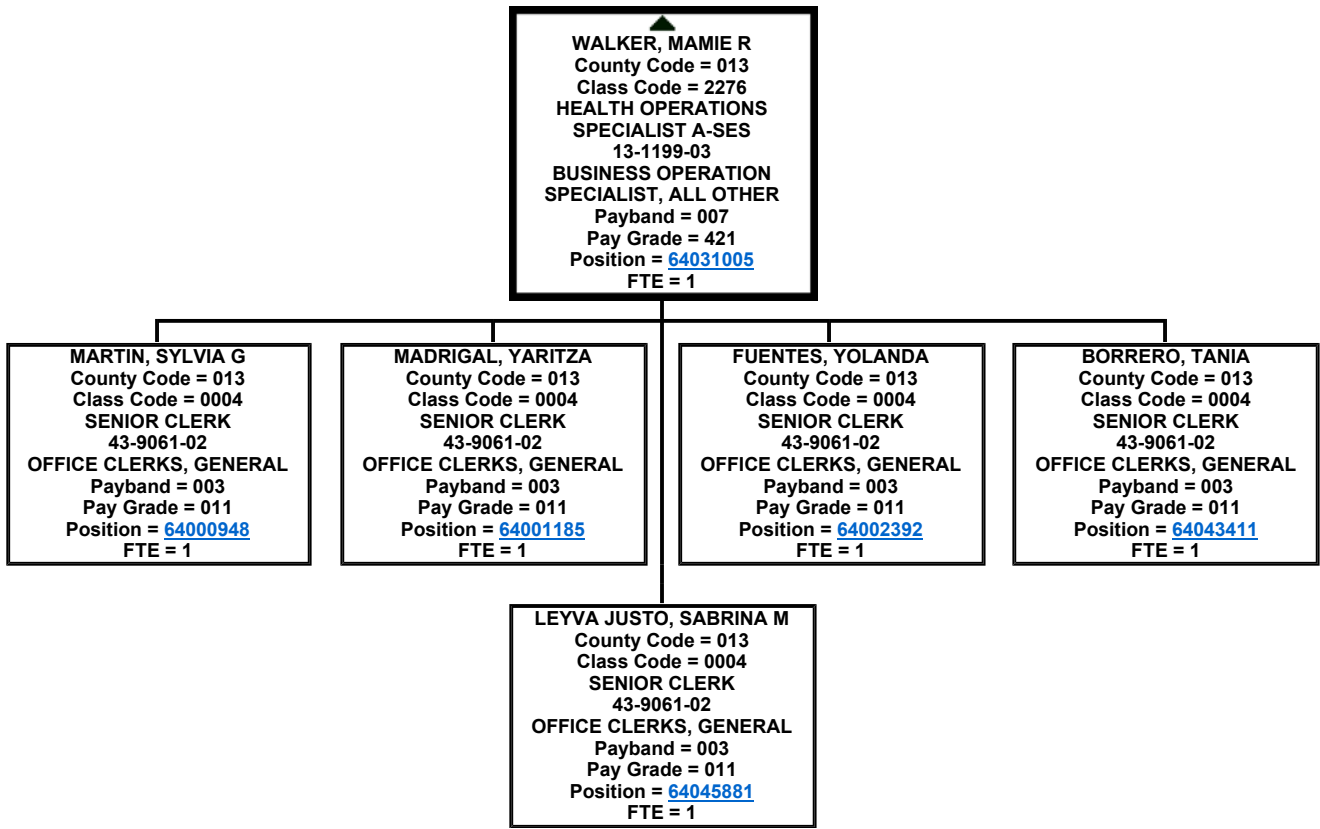 WALKER, MAMIE R
County Code = 013
Class Code = 2276
HEALTH OPERATIONS
SPECIALIST A-SES
13-1199-03
BUSINESS OPERATION
SPECIALIST, ALL OTHER
Payband = 007
Pay Grade = 421
Position = 64031005
FTE = 1
MARTIN, SYLVIA G
County Code = 013
Class Code = 0004
SENIOR CLERK
43-9061-02
OFFICE CLERKS, GENERAL
Payband = 003
Pay Grade = 011
Position = 64000948
FTE = 1
MADRIGAL, YARITZA
County Code = 013
Class Code = 0004
SENIOR CLERK
43-9061-02
OFFICE CLERKS, GENERAL
Payband = 003
Pay Grade = 011
Position = 64001185
FTE = 1
FUENTES, YOLANDA
County Code = 013
Class Code = 0004
SENIOR CLERK
43-9061-02
OFFICE CLERKS, GENERAL
Payband = 003
Pay Grade = 011
Position = 64002392
FTE = 1
BORRERO, TANIA
County Code = 013
Class Code = 0004
SENIOR CLERK
43-9061-02
OFFICE CLERKS, GENERAL
Payband = 003
Pay Grade = 011
Position = 64043411
FTE = 1
LEYVA JUSTO, SABRINA M
County Code = 013
Class Code = 0004
SENIOR CLERK
43-9061-02
OFFICE CLERKS, GENERAL
Payband = 003
Pay Grade = 011
Position = 64045881
FTE = 1